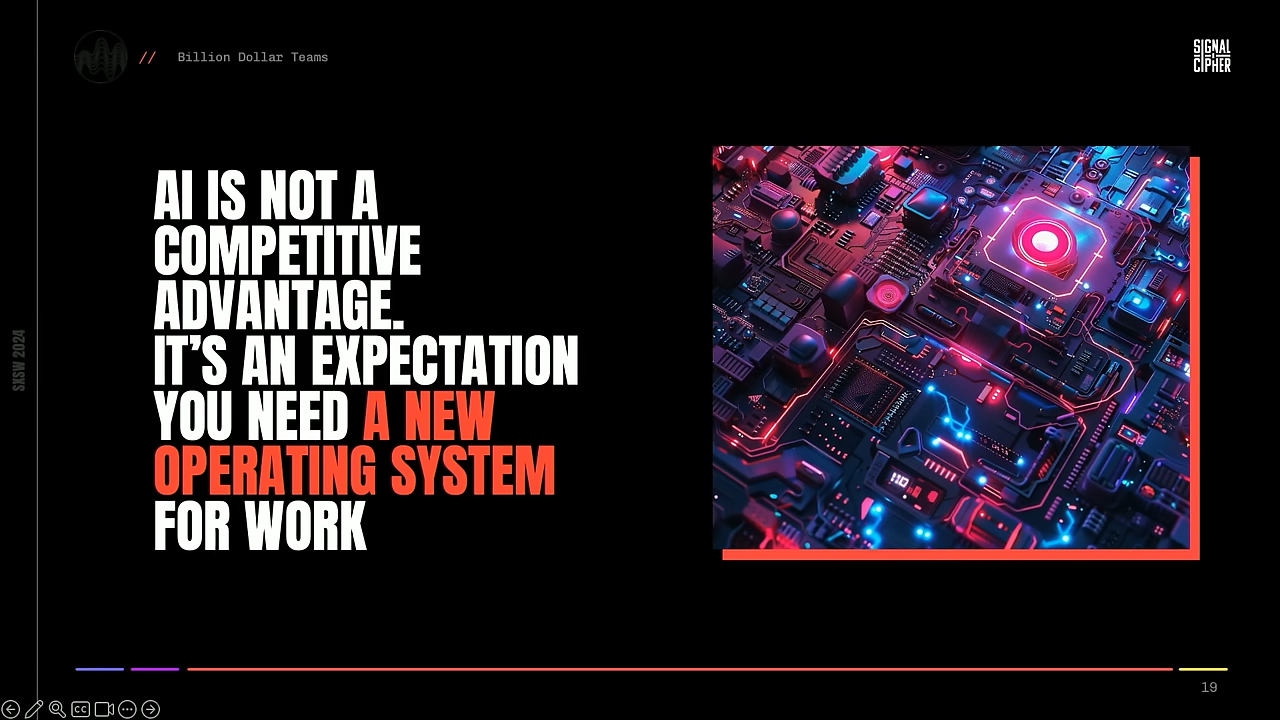 // Billion Dollar Teams
SIGNAL
CIPHER
AI IS NOT A
COMPETITIVE
ADVANTAGE.
IT’S AN EXPECTATION
YOU NEED A NEW
OPERATING SYSTEM
FOR WORK
SXSW 2024
19
CC